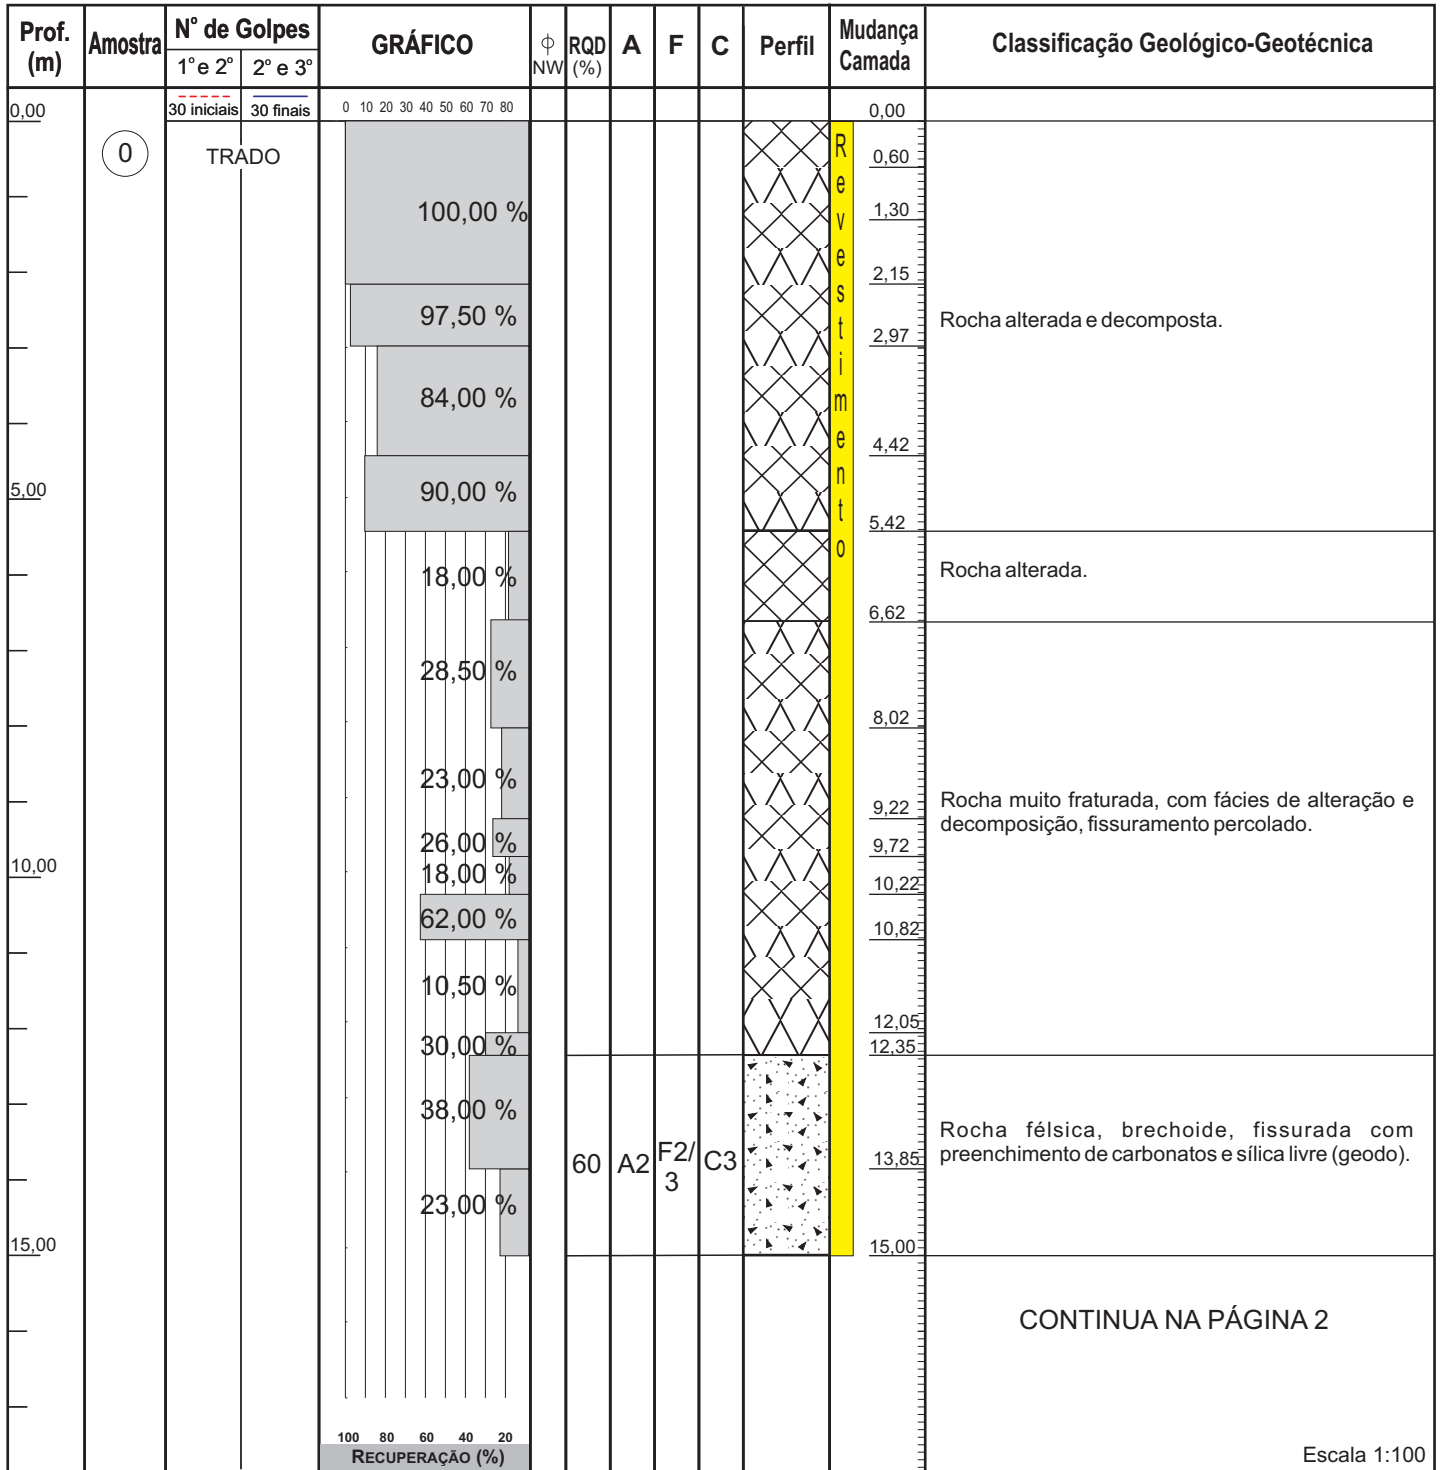 Prof. (m)
Amostra
N° de Golpes
1° e 2°
2° e 3°
GRÁFICO
ϕ NW
RQD (%)
A
F
C
Perfil
Mudança Camada
Classificação Geológico-Geotécnica
0,00
30 iniciais
30 finais
0 10 20 30 40 50 60 70 80
0,00
0
TRADO
Revestimento
0,60
100,00 %
1,30
2,15
97,50 %
Rocha alterada e decomposta.
2,97
84,00 %
4,42
5,00
90,00 %
5,42
18,00 %
Rocha alterada.
6,62
28,50 %
8,02
23,00 %
9,22
Rocha muito fraturada, com fácies de alteração e
decomposição, fissuramento percolado.
26,00 %
9,72
10,00
18,00 %
10,22
62,00 %
10,82
10,50 %
12,05
30,00 %
12,35
38,00 %
Rocha félsica, brechoide, fissurada com
preenchimento de carbonatos e sílica livre (geodo).
60
A2
F2/
3
C3
13,85
23,00 %
15,00
15,00
CONTINUA NA PÁGINA 2
100 80 60 40 20
RECUPERAÇÃO (%)
Escala 1:100